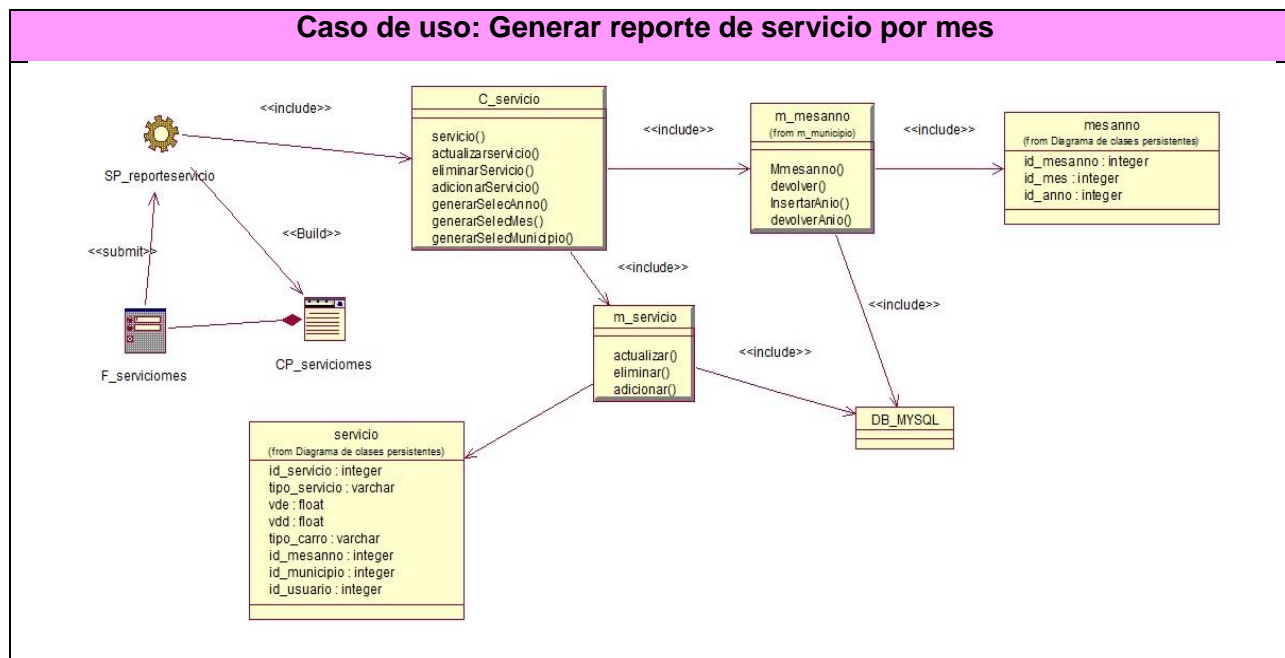 Caso de uso: Generar reporte de servicio por mes
<<include>>
SP_reporteservicio
<<submit>>
<<Build>>
F_serviciomes
CP_serviciomes
C_servicio
servicio()
actualizarservicio()
eliminarServicio()
adicionarServicio()
generarSelecAnno()
generarSelecMes()
generarSelecMunicipio()
<<include>>
m_mesanno
(from m_municipio)
Mmesanno()
devolver()
InsertarAnio()
devolverAnio()
<<include>>
mesanno
(from Diagrama de clases persistentes)
id_mesanno : integer
id_mes : integer
id_anno : integer
<<include>>
m_servicio
actualizar()
eliminar()
adicionar()
<<include>>
<<include>>
DB_MYSQL
servicio
(from Diagrama de clases persistentes)
id_servicio : integer
tipo_servicio : varchar
vde : float
vdd : float
tipo_carro : varchar
id_mesanno : integer
id_municipio : integer
id_usuario : integer